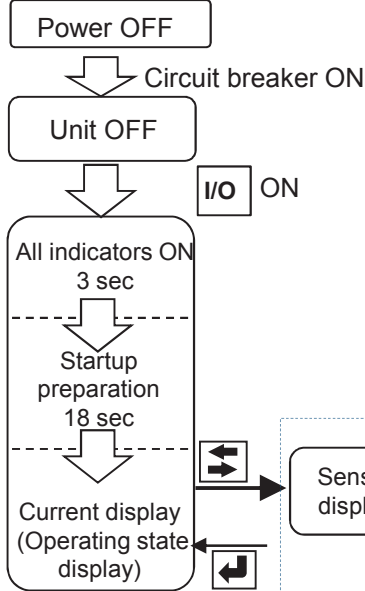 Power OFF
Circuit breaker ON
Unit OFF
I/O ON
All indicators ON
3 sec
Startup
preparation
18 sec
Current display
(Operating state
display)